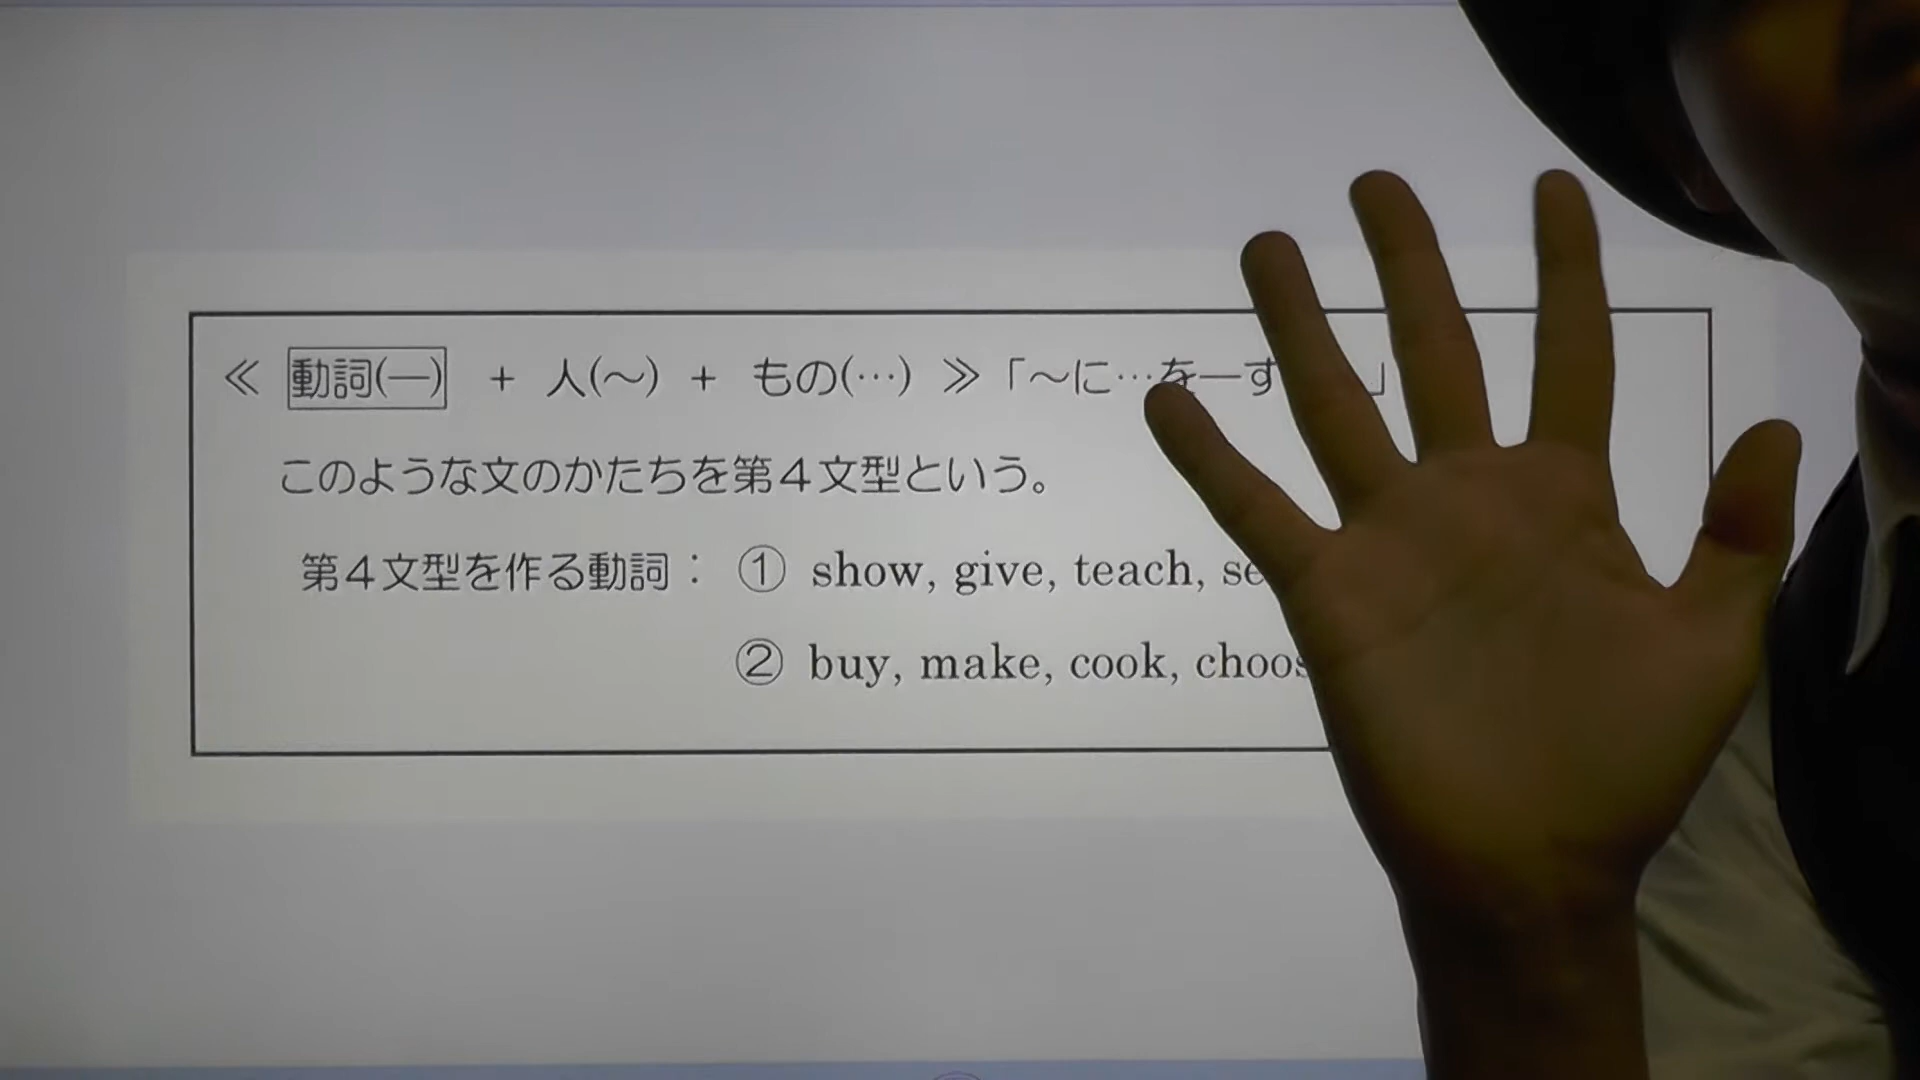 ≪ 動詞(―) + 人(～) + もの(…) ≫「～に…を―す 」
このような文のかたちを第４文型という。
第４文型を作る動詞： ① show, give, teach,
② buy, make, cook,